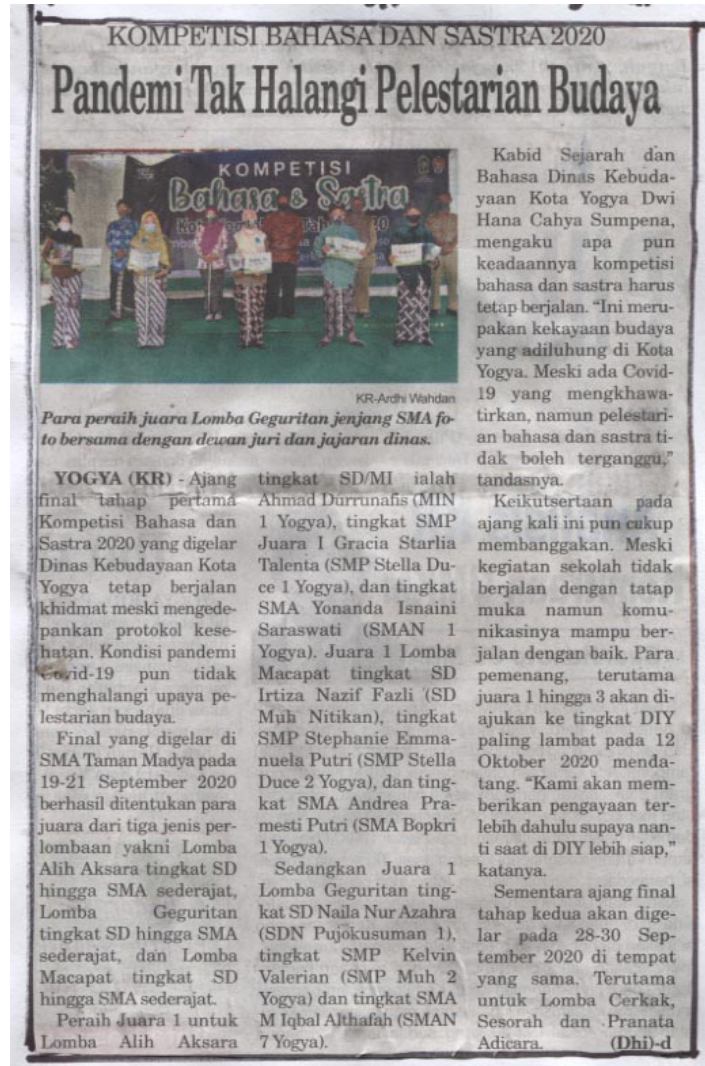 KOMPETISI BAHASA DAN SASTRA 2020
Pandemi Tak Halangi Pelestarian Budaya
KOMPETISI
Bahasa & Sastra
KR-Ardhi Wahdan
Para peraih juara Lomba Geguritan jenjang SMA fo-
to bersama dengan dewan juri dan jajaran dinas.
YOGYA (KR) - Ajang
final tahap pertama
Kompetisi Bahasa dan
Sastra 2020 yang digelar
Dinas Kebudayaan Kota
Yogya tetap berjalan
khidmat meski mengede-
pankan protokol kese-
hatan. Kondisi pandemi
Covid-19 pun tidak
menghalangi upaya pe-
lestarian budaya.
Final yang digelar di
SMA Taman Madya pada
19-21 September 2020
berhasil ditentukan para
juara dari tiga jenis per-
lombaan yakni Lomba
Alih Aksara tingkat SD
hingga SMA sederajat,
Lomba Geguritan
tingkat SD hingga SMA
sederajat, dan Lomba
Macapat tingkat SD
hingga SMA sederajat.
Peraih Juara 1 untuk
Lomba Alih Aksara
tingkat SD/MI ialah
Ahmad Durrunafis (MIN
1 Yogya), tingkat SMP
Juara I Gracia Starlia
Talenta (SMP Stella Du-
ce 1 Yogya), dan tingkat
SMA Yonanda Isnaini
Saraswati (SMAN 1
Yogya). Juara 1 Lomba
Macapat tingkat SD
Irtiza Nazif Fazli (SD
Muh Nitikan), tingkat
SMP Stephanie Emma-
nuela Putri (SMP Stella
Duce 2 Yogya), dan ting-
kat SMA Andrea Pra-
mesti Putri (SMA Bopkri
1 Yogya).
Sedangkan Juara 1
Lomba Geguritan ting-
kat SD Naila Nur Azahra
(SDN Pujokusuman 1),
tingkat SMP Kelvin
Valerian (SMP Muh 2
Yogya) dan tingkat SMA
M Iqbal Althafah (SMAN
7 Yogya).
Kabid Sejarah dan
Bahasa Dinas Kebuda-
yaan Kota Yogya Dwi
Hana Cahya Sumpena,
mengaku apa pun
keadaannya kompetisi
bahasa dan sastra harus
tetap berjalan. “Ini meru-
pakan kekayaan budaya
yang adiluhung di Kota
Yogya. Meski ada Covid-
19 yang mengkhawa-
tirkan, namun pelestari-
an bahasa dan sastra ti-
dak boleh terganggu,”
tandasnya.
Keikutsertaan pada
ajang kali ini pun cukup
membanggakan. Meski
kegiatan sekolah tidak
berjalan dengan tatap
muka namun komu-
nikasinya mampu ber-
jalan dengan baik. Para
pemenang, terutama
juara 1 hingga 3 akan di-
ajukan ke tingkat DIY
paling lambat pada 12
Oktober 2020 menda-
tang. “Kami akan mem-
berikan pengayaan ter-
lebih dahulu supaya nan-
ti saat di DIY lebih siap,”
katanya.
Sementara ajang final
tahap kedua akan dige-
lar pada 28-30 Sep-
tember 2020 di tempat
yang sama. Terutama
untuk Lomba Cerkak,
Sesorah dan Pranata
Adicara. (Dhi)-d